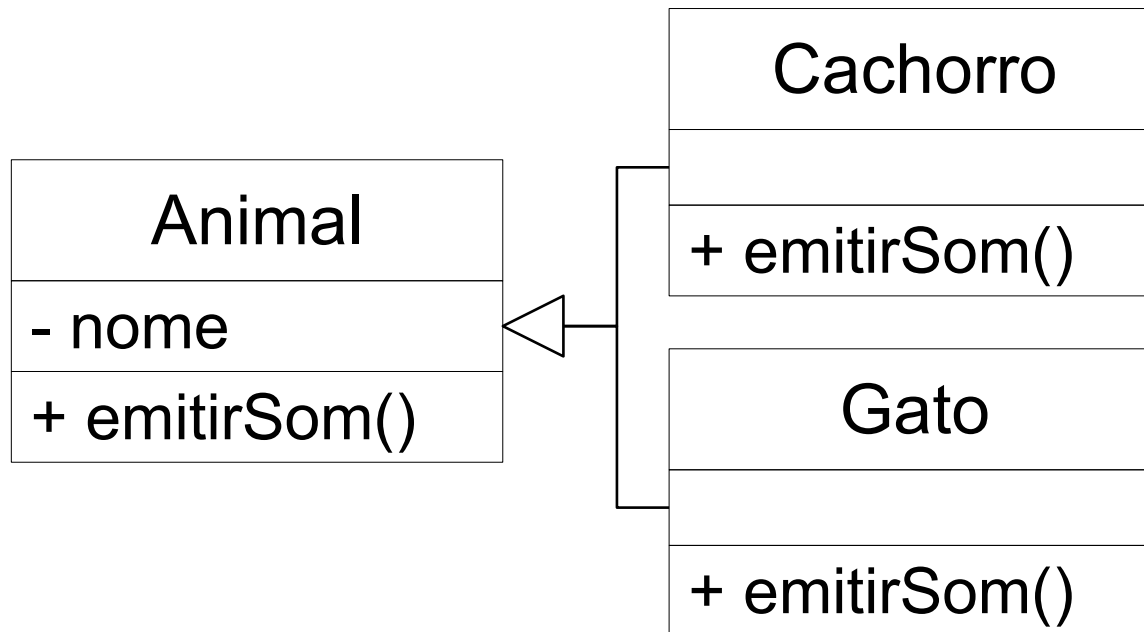 Animal
- nome
+ emitirSom()
Cachorro
+ emitirSom()
Gato
+ emitirSom()